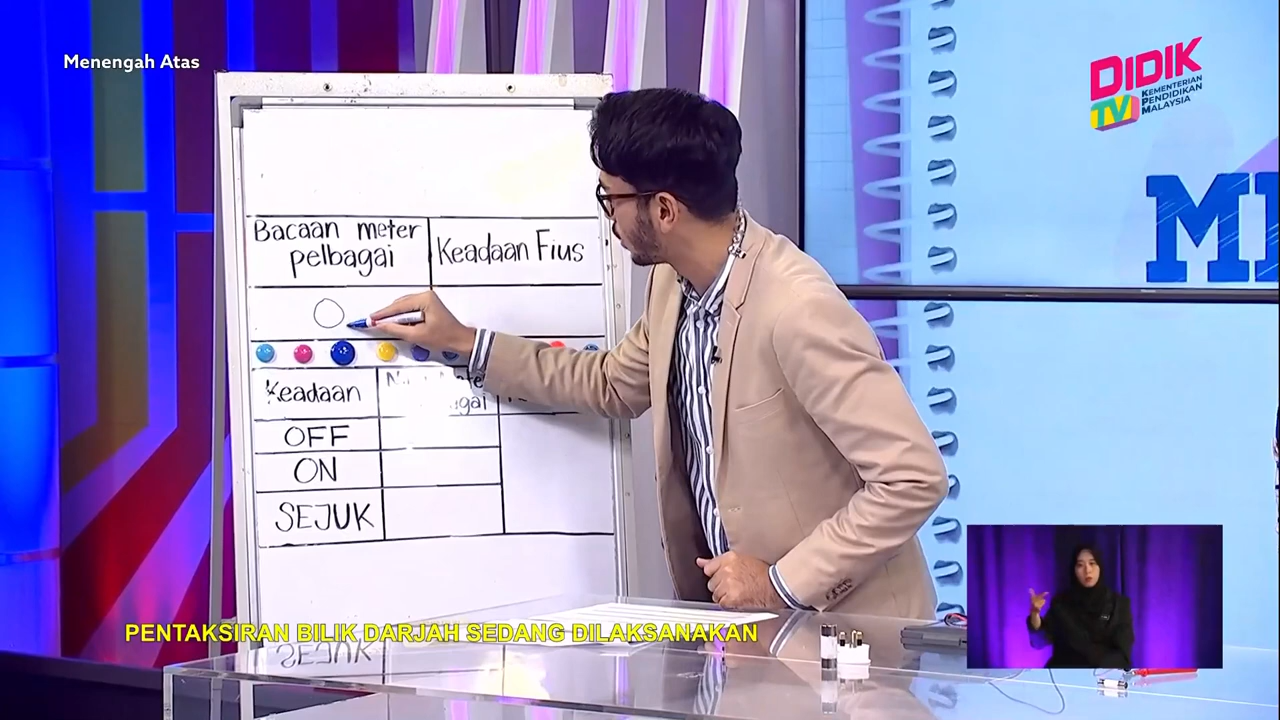 Menengah Atas
DIDIK
TV
KEMENTERIAN
PENDIDIKAN
MALAYSIA
Bacaan meter
pelbagai
Keadaan Fius
O
Keadaan
OFF
ON
SEJUK
PENTAKSIRAN BILIK DARJAH SEDANG DILAKSANAKAN